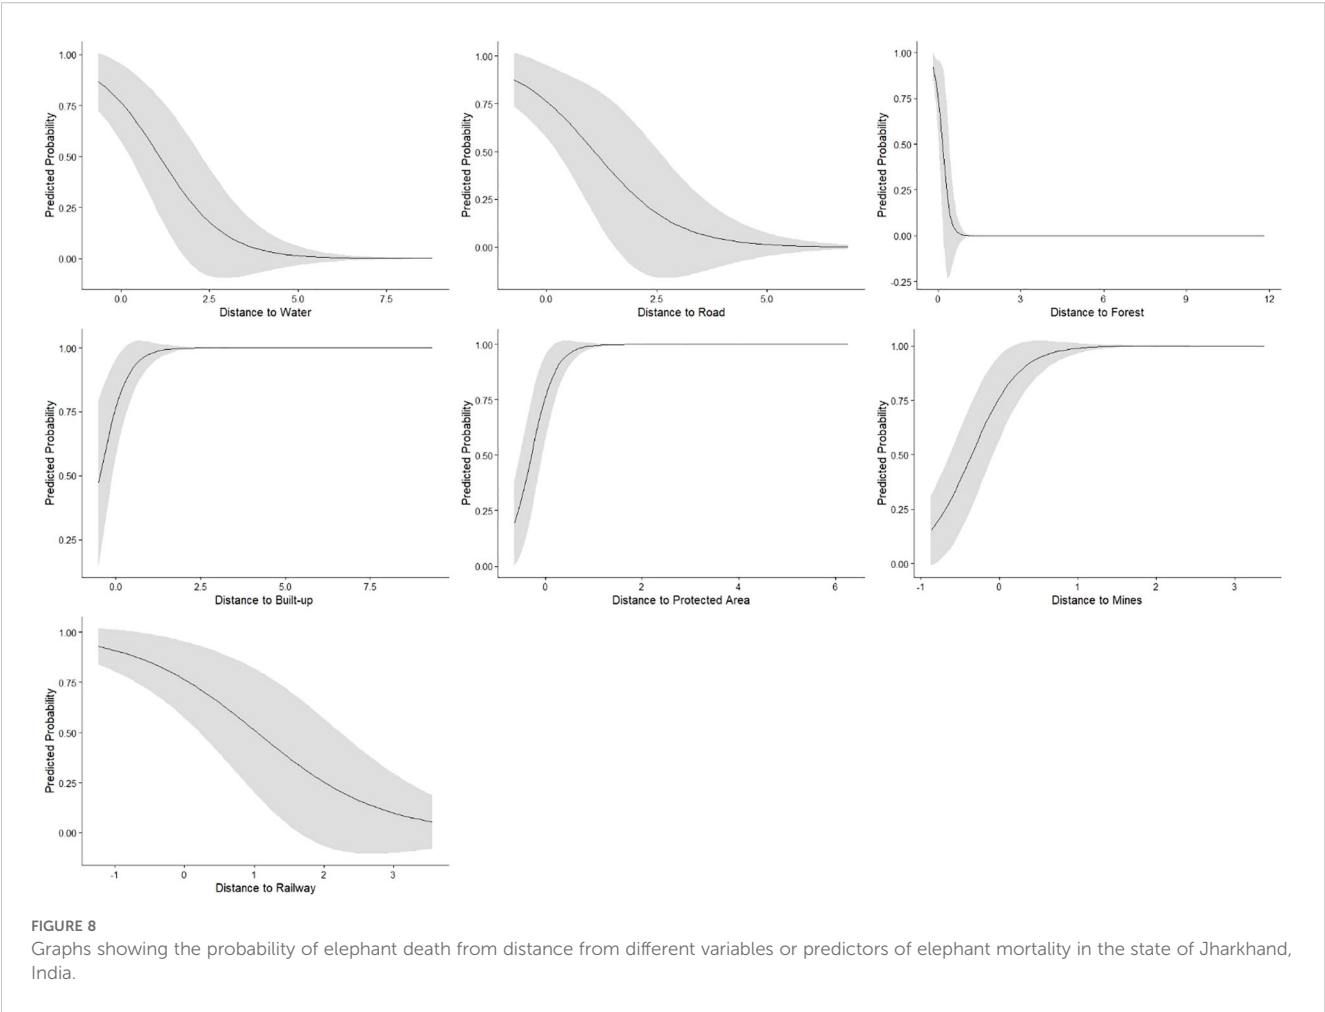 1.00
0.75
0.50
0.25
0.00
Predicted Probability
0.0 2.5 5.0 7.5
Distance to Water
1.00
0.75
0.50
0.25
0.00
Predicted Probability
0.0 2.5 5.0
Distance to Road
1.00
0.75
0.50
0.25
0.00
-0.25
Predicted Probability
0 3 6 9 12
Distance to Forest
1.00
0.75
0.50
0.25
Predicted Probability
0.0 2.5 5.0 7.5
Distance to Built-up
1.00
0.75
0.50
0.25
0.00
Predicted Probability
0 2 4 6
Distance to Protected Area
1.00
0.75
0.50
0.25
0.00
Predicted Probability
-1 0 1 2 3
Distance to Mines
1.00
0.75
0.50
0.25
0.00
Predicted Probability
-1 0 1 2 3
Distance to Railway
FIGURE 8
Graphs showing the probability of elephant death from distance from different variables or predictors of elephant mortality in the state of Jharkhand,
India.